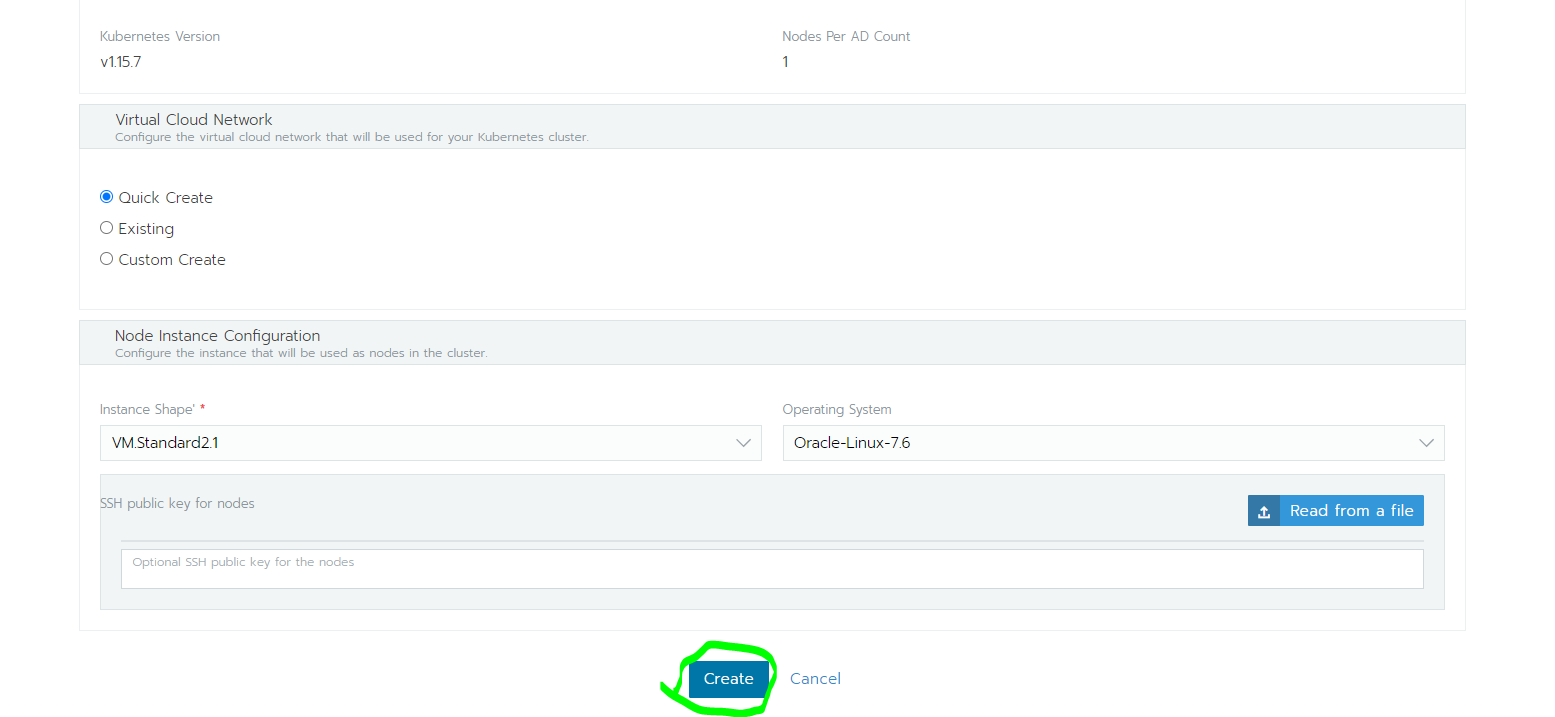 Kubernetes Version
Nodes Per AD Count
v1.15.7
1
Virtual Cloud Network
Configure the virtual cloud network that will be used for your Kubernetes cluster.
Quick Create
Existing
Custom Create
Node Instance Configuration
Configure the instance that will be used as nodes in the cluster.
Instance Shape' *
Operating System
VM.Standard2.1
Oracle-Linux-7.6
SSH public key for nodes
Read from a file
Optional SSH public key for the nodes
Create
Cancel